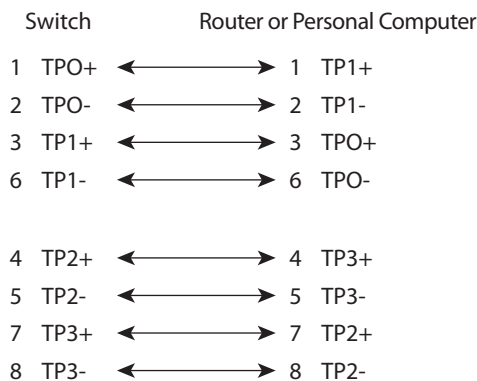 Switch Router or Personal Computer
1 TPO+ 1 TP1+
2 TPO- 2 TP1-
3 TP1+ 3 TPO+
6 TP1- 6 TPO-
4 TP2+ 4 TP3+
5 TP2- 5 TP3-
7 TP3+ 7 TP2+
8 TP3- 8 TP2-